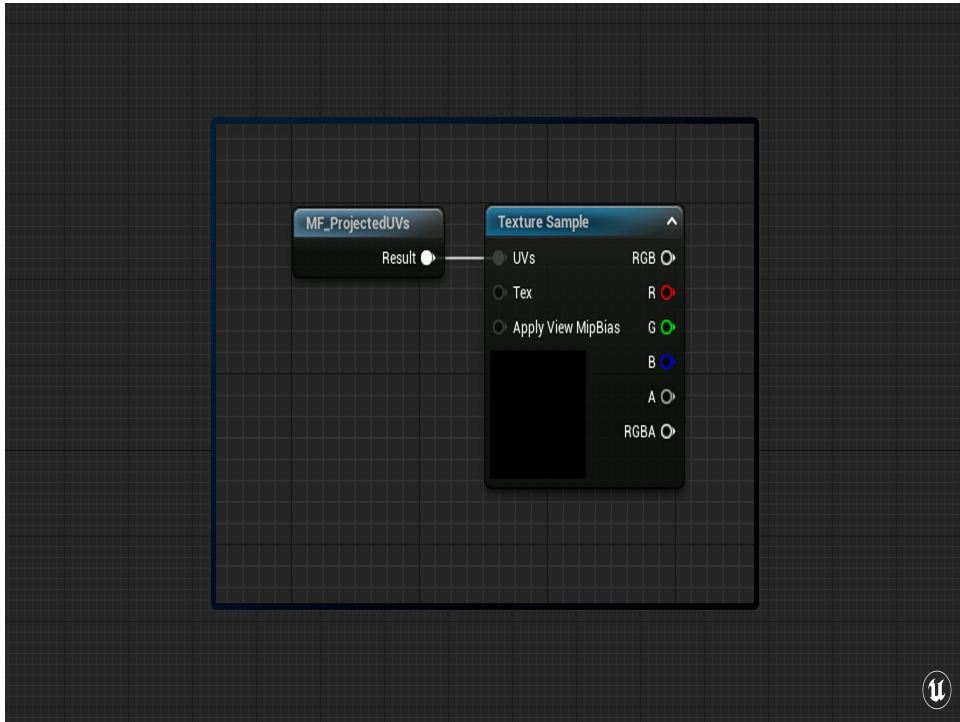 MF_ProjectedUVs
Result
Texture Sample
UVs RGB
Tex R
Apply View MipBias G
B
A
RGBA